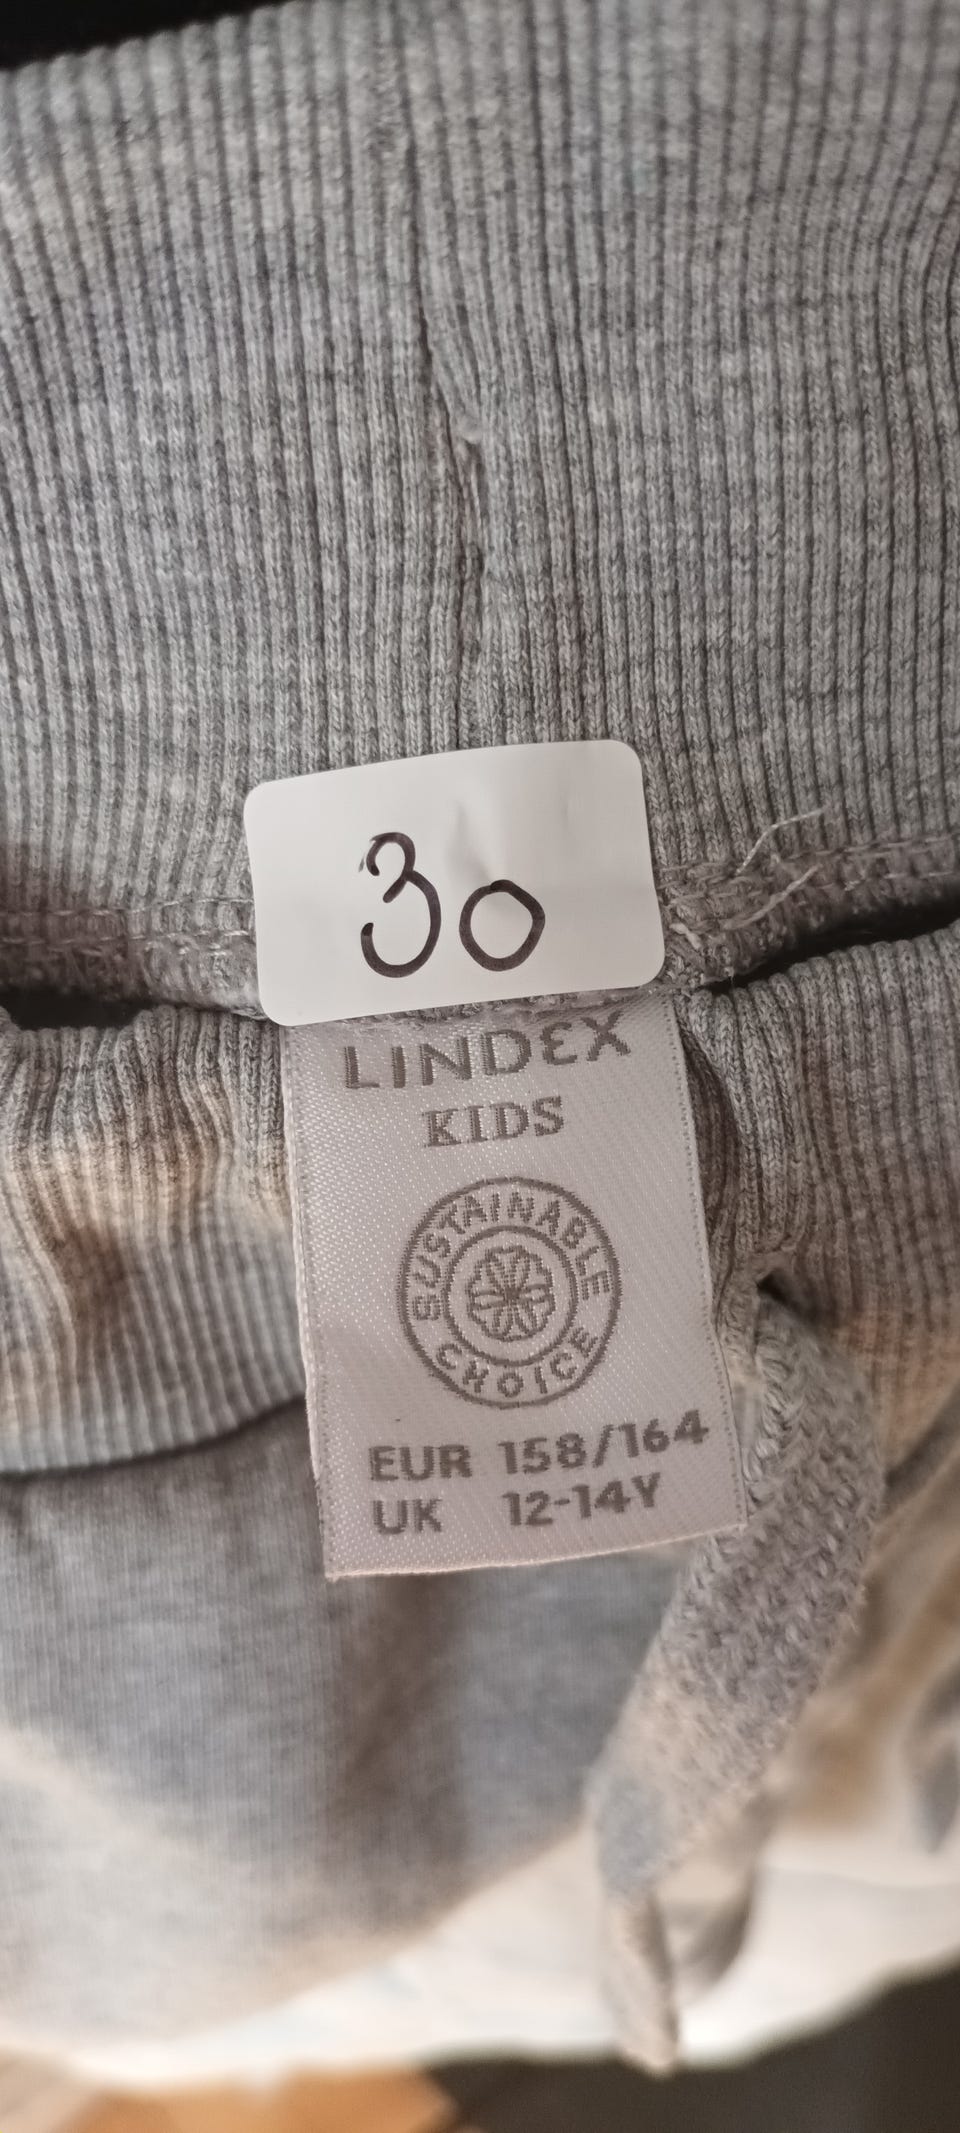 30
LINDEX
KIDS
SUSTAINABLE
CHOICE
EUR 158/164
UK 12-14Y